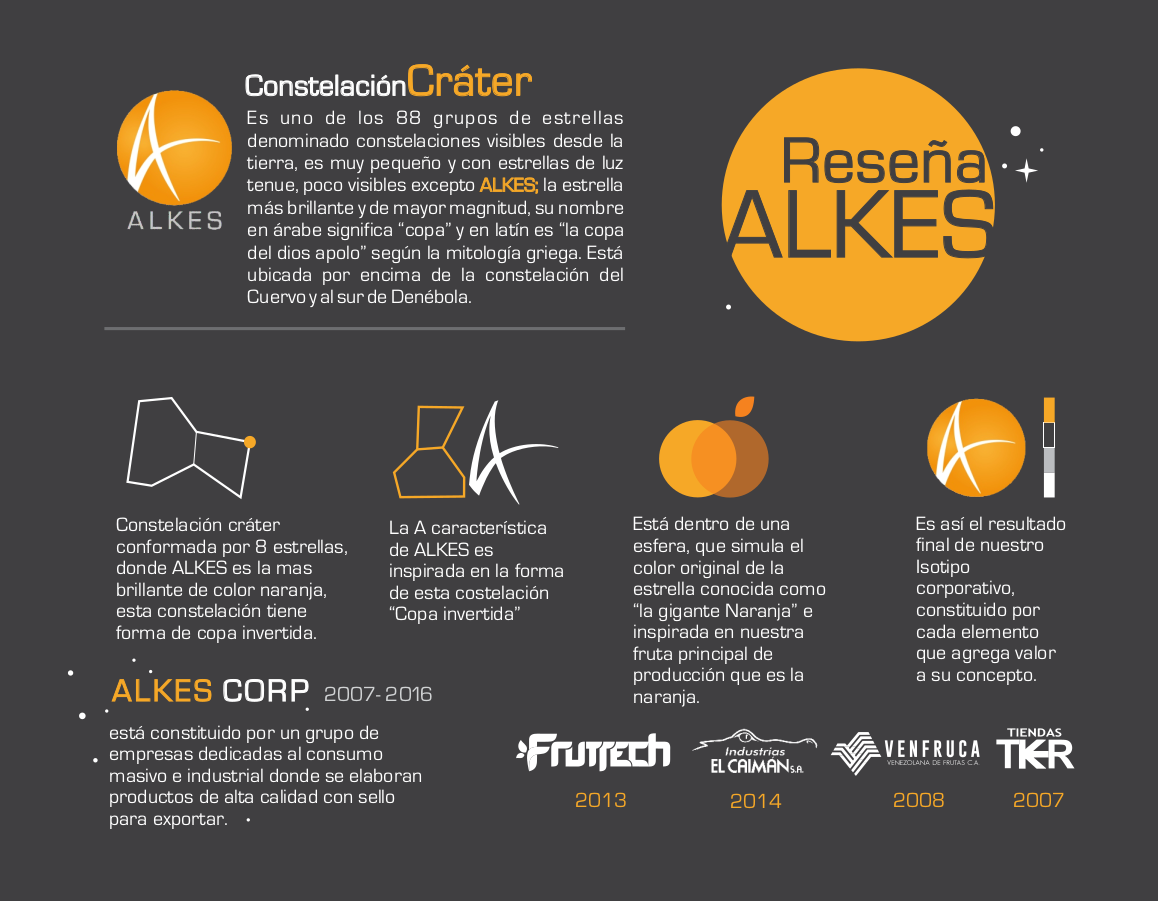 Constelación Cráter
Es uno de los 88 grupos de estrellas
denominado constelaciones visibles desde la
tierra, es muy pequeño y con estrellas de luz
tenue, poco visibles excepto ALKES; la estrella
más brillante y de mayor magnitud, su nombre
en árabe significa “copa” y en latín es “la copa
del dios apolo” según la mitología griega. Está
ubicada por encima de la constelación del
Cuervo y al sur de Denébola.
ALKES
Reseña
ALKES
Constelación cráter
conformada por 8 estrellas,
donde ALKES es la mas
brillante de color naranja,
esta constelación tiene
forma de copa invertida.
La A característica
de ALKES es
inspirada en la forma
de esta costelación
“Copa invertida”
Está dentro de una
esfera, que simula el
color original de la
estrella conocida como
“la gigante Naranja” e
inspirada en nuestra
fruta principal de
producción que es la
naranja.
Es así el resultado
final de nuestro
Isotipo
corporativo,
constituido por
cada elemento
que agrega valor
a su concepto.
ALKES CORP 2007-2016
está constituido por un grupo de
empresas dedicadas al consumo
masivo e industrial donde se elaboran
productos de alta calidad con sello
para exportar.
Fruttech
2013
Industrias
EL CAIMÁN S.A.
2014
VENFRUCA
VENEZOLANA DE FRUTAS C.A.
2008
TIENDAS
TKR
2007